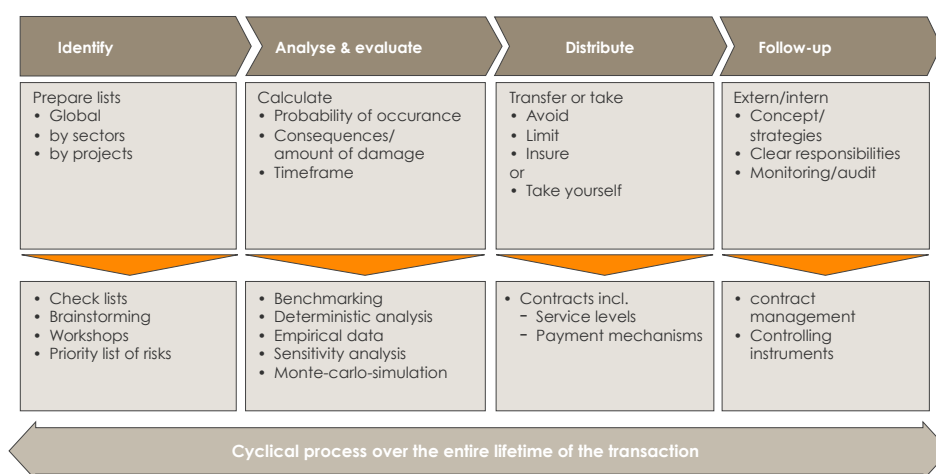 Identify
Analyse & evaluate
Distribute
Follow-up
Prepare lists
• Global
• by sectors
• by projects
Calculate
• Probability of occurance
• Consequences/
amount of damage
• Timeframe
Transfer or take
• Avoid
• Limit
• Insure
or
• Take yourself
Extern/intern
• Concept/
strategies
• Clear responsibilities
• Monitoring/audit
• Check lists
• Brainstorming
• Workshops
• Priority list of risks
• Benchmarking
• Deterministic analysis
• Empirical data
• Sensitivity analysis
• Monte-carlo-simulation
• Contracts incl.
− Service levels
− Payment mechanisms
• contract
management
• Controlling
instruments
Cyclical process over the entire lifetime of the transaction